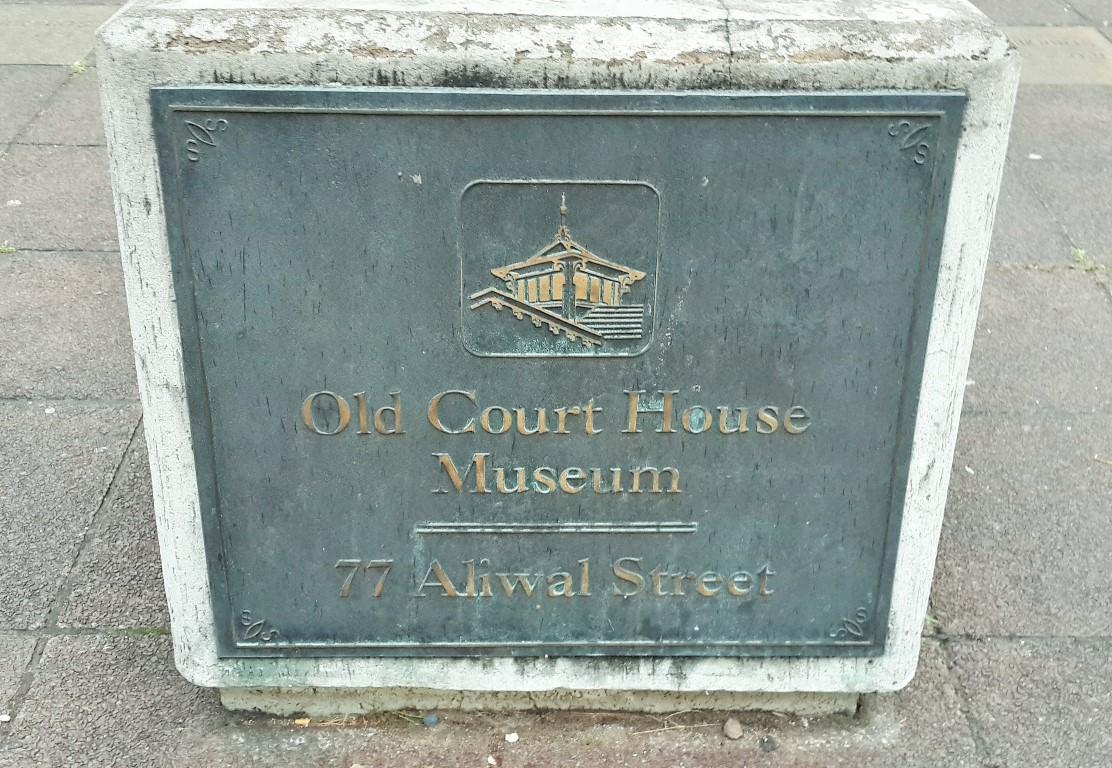 Old Court House
Museum
77 Aliwal Street